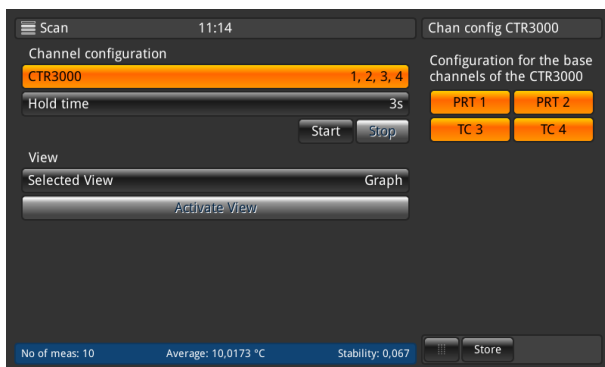 Scan 11:14
Channel configuration
CTR3000 1, 2, 3, 4
Hold time 3s
Start Stop
View
Selected View Graph
Activate View
No of meas: 10 Average: 10,0173 °C Stability: 0,067
Chan config CTR3000
Configuration for the base
channels of the CTR3000
PRT 1 PRT 2
TC 3 TC 4
Store